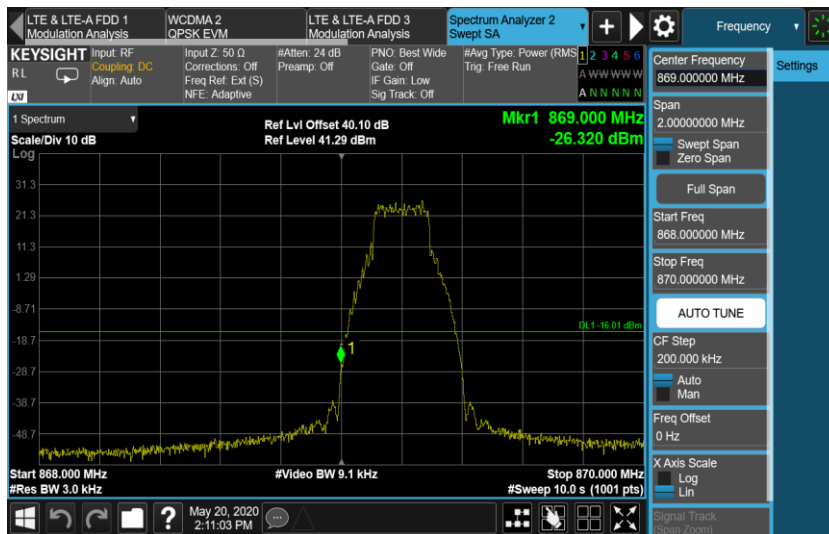 LTE & LTE-A FDD 1
Modulation Analysis
WCDMA 2
QPSK EVM
LTE & LTE-A FDD 3
Modulation Analysis
Spectrum Analyzer 2
Swept SA
Frequency
KEYSIGHT
RL
LXI
Input: RF
Coupling: DC
Align: Auto
Input Z: 50 Ω
Corrections: Off
Freq Ref: Ext (S)
NFE: Adaptive
#Atten: 24 dB
Preamp: Off
PNO: Best Wide
Gate: Off
IF Gain: Low
Sig Track: Off
#Avg Type: Power (RMS
Trig: Free Run
1 2 3 4 5 6
A W W W W W
A N N N N N
1 Spectrum
Scale/Div 10 dB
Ref Lvl Offset 40.10 dB
Ref Level 41.29 dBm
Mkr1 869.000 MHz
-26.320 dBm
Log
31.3
21.3
11.3
1.29
-8.71
-18.7
-28.7
-38.7
-48.7
DL1 -16.01 dBm
1
Start 868.000 MHz
#Res BW 3.0 kHz
#Video BW 9.1 kHz
Stop 870.000 MHz
#Sweep 10.0 s (1001 pts)
Center Frequency
869.000000 MHz
Settings
Span
2.00000000 MHz
Swept Span
Zero Span
Full Span
Start Freq
868.000000 MHz
Stop Freq
870.000000 MHz
AUTO TUNE
CF Step
200.000 kHz
Auto
Man
Freq Offset
0 Hz
X Axis Scale
Log
Lin
Signal Track
(Span Zoom)
?
May 20, 2020
2:11:03 PM